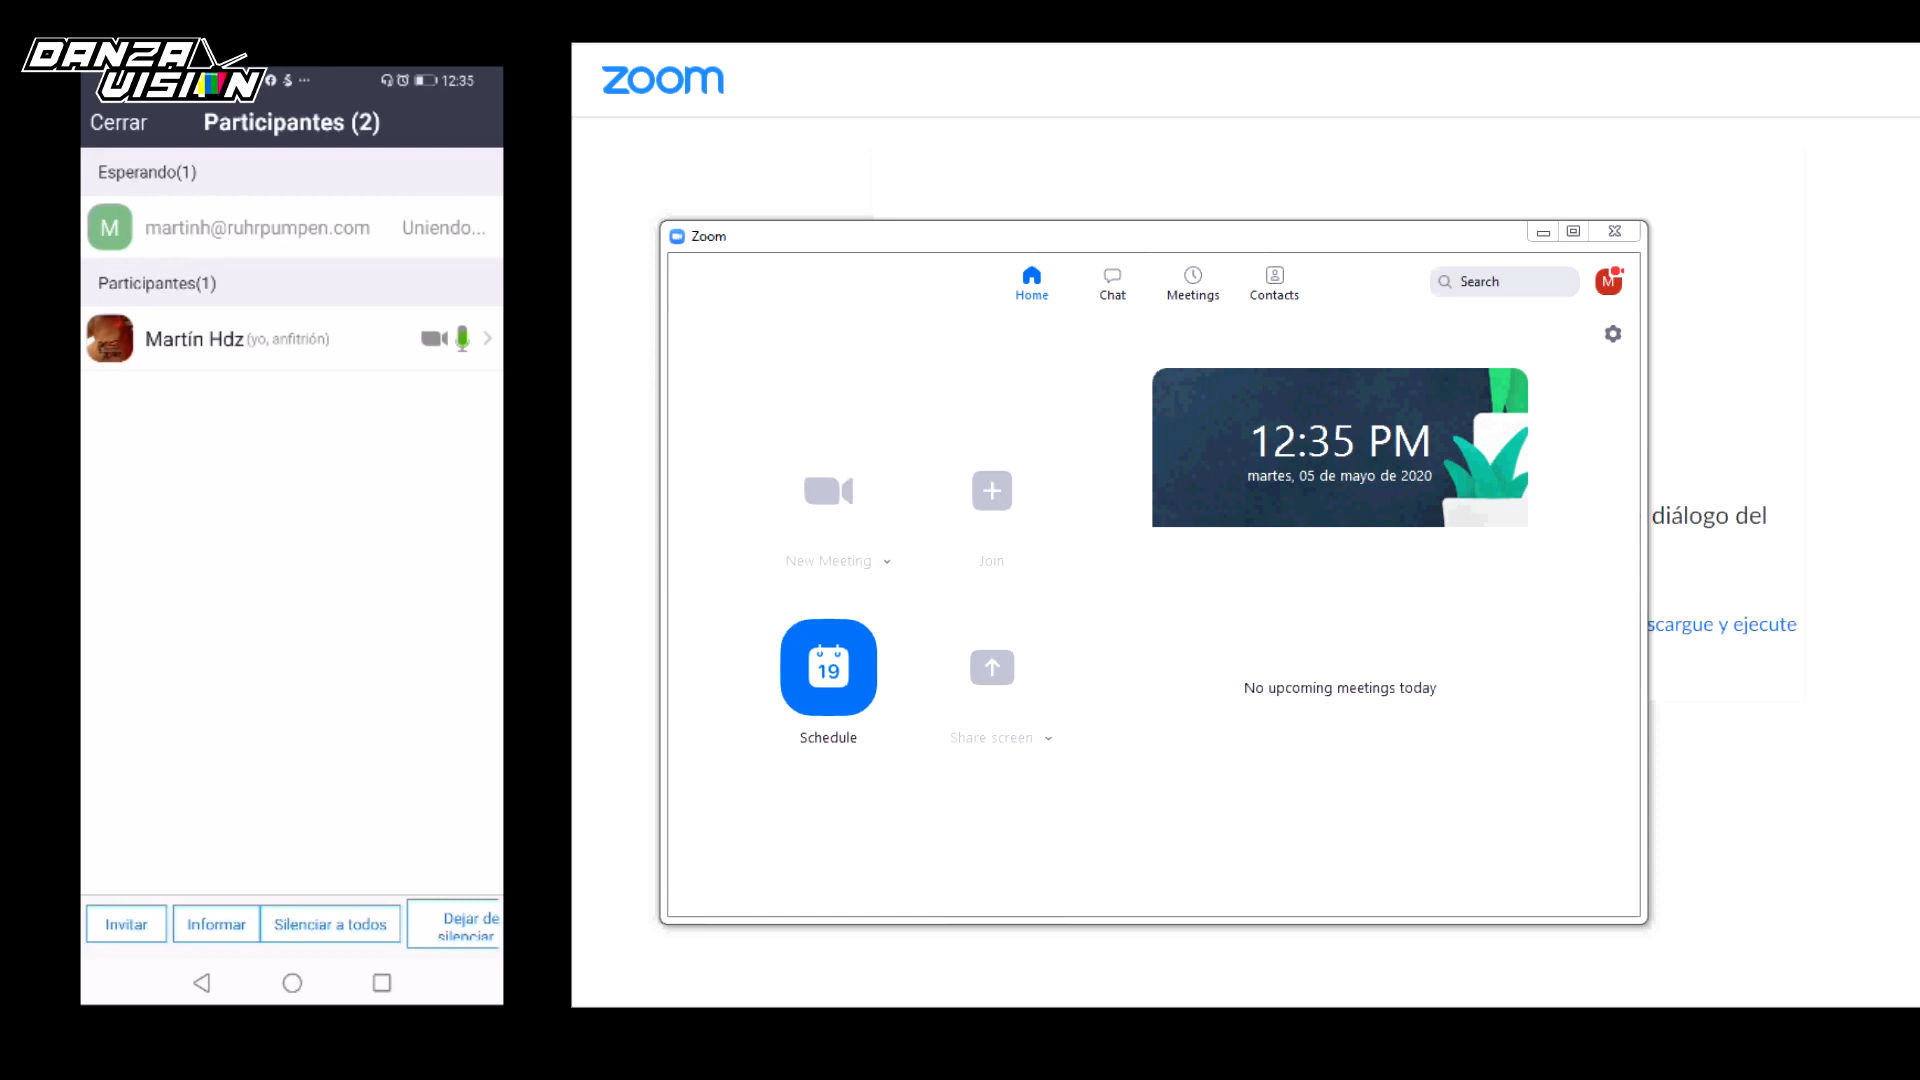 DANZA
VISION
12:35
Cerrar
Participantes (2)
Esperando(1)
M
martinh@ruhrpumpen.com
Uniendo...
Participantes(1)
Martín Hdz (yo, anfitrión)
Invitar
Informar
Silenciar a todos
Dejar de
silenciar
zoom
Zoom
Home
Chat
Meetings
Contacts
Search
M
12:35 PM
martes, 05 de mayo de 2020
New Meeting
Join
19
Schedule
Share screen
No upcoming meetings today
diálogo del
scargue y ejecute